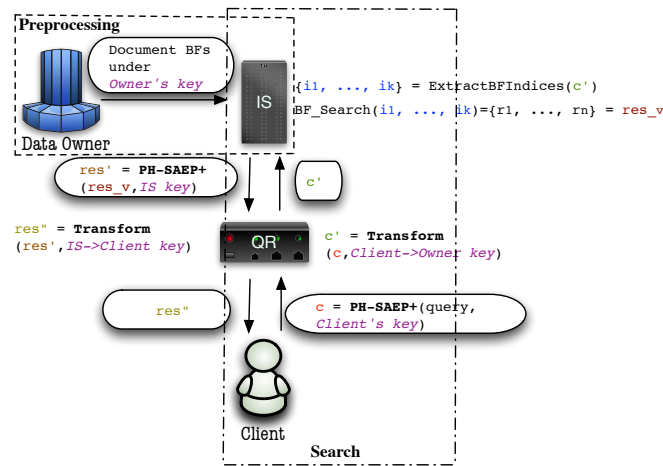 Preprocessing
Document BFs
under
Owner's key
Data Owner
IS
{i1, ..., ik} = ExtractBFIndices(c')
BF_Search(i1, ..., ik)={r1, ..., rn} = res_v
res' = PH-SAEP+
(res_v,IS key)
c'
res" = Transform
(res',IS->Client key)
QR
c' = Transform
(c,Client->Owner key)
res"
c = PH-SAEP+(query,
Client's key)
Client
Search